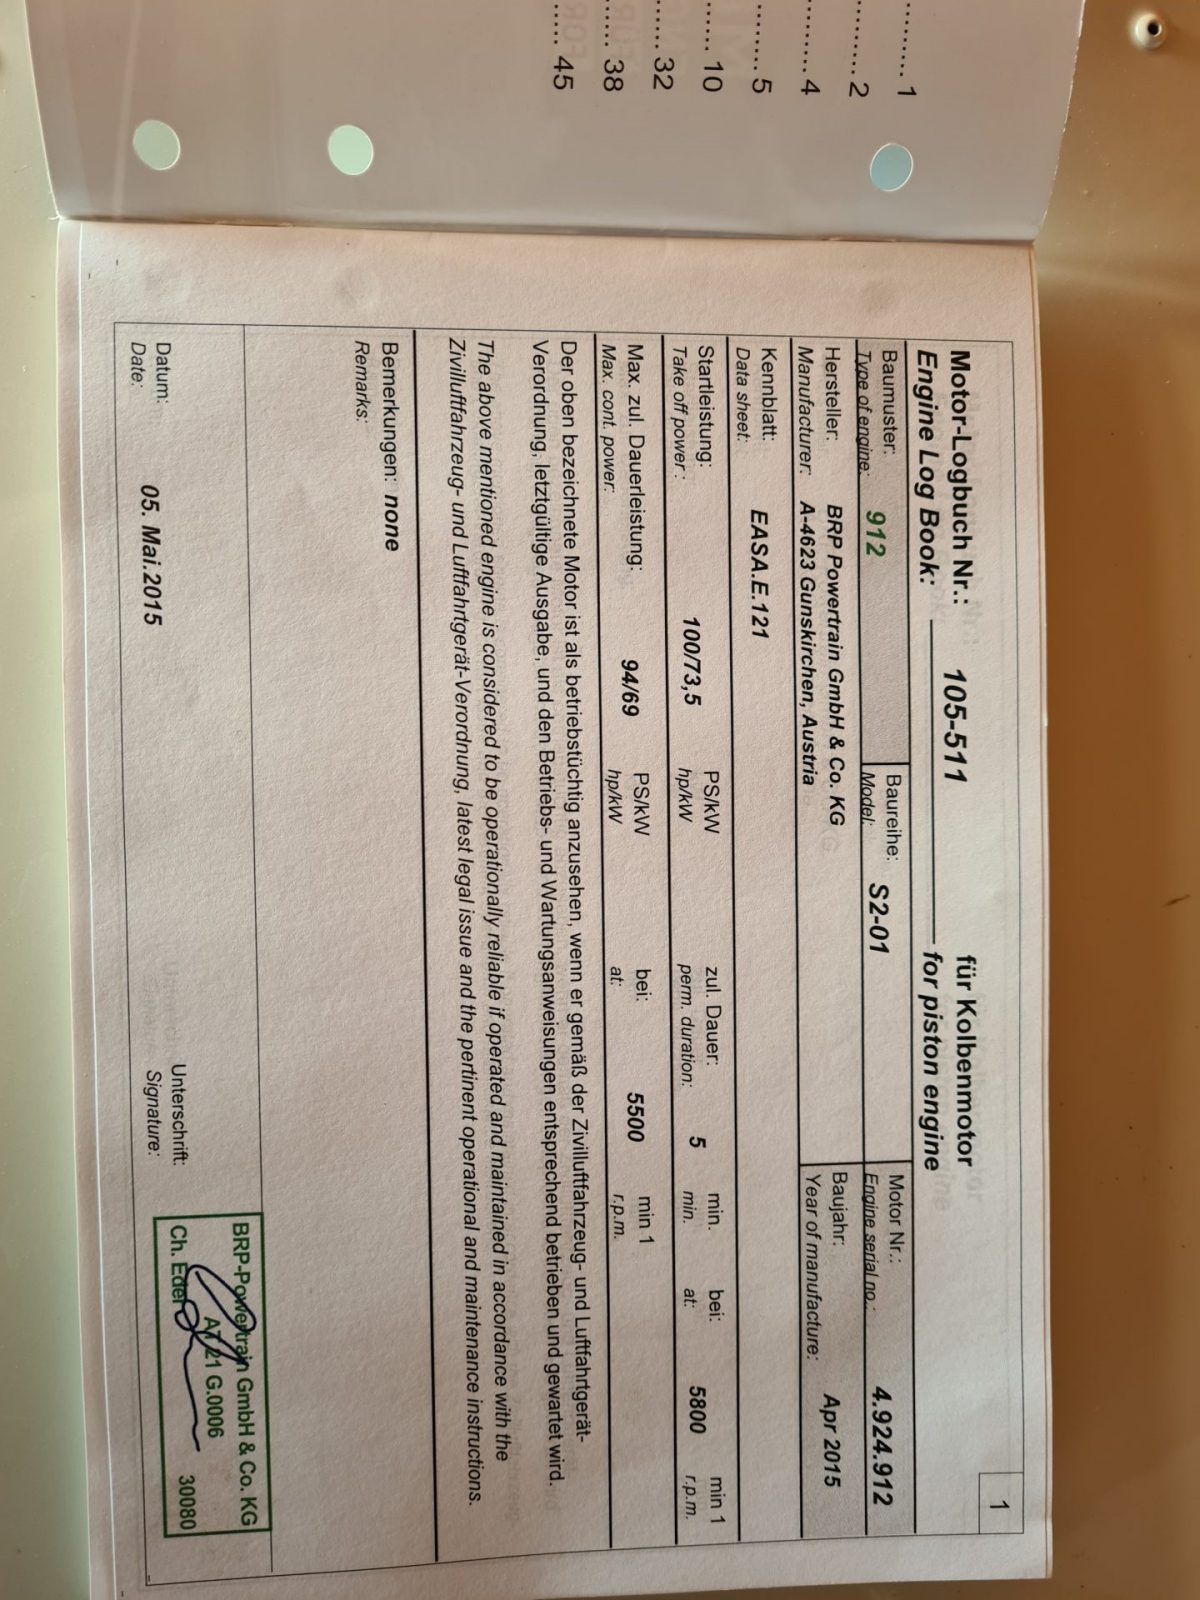 .......... 1
.......... 2
......... 4
......... 5
...... 10
...... 32
...... 38
..... 45
1
Motor-Logbuch Nr.: 105-511 für Kolbenmotor
Engine Log Book: for piston engine
Baumuster: Baureihe: Motor Nr.:
Type of engine: 912 Model: S2-01 Engine serial no.: 4.924.912
Hersteller: BRP Powertrain GmbH & Co. KG Baujahr:
Manufacturer: A-4623 Gunskirchen, Austria Year of manufacture: Apr 2015
Kennblatt:
Data sheet: EASA.E.121
Startleistung: PS/kW zul. Dauer: min. bei: min 1
Take off power.: 100/73,5 hp/kW perm. duration: 5 min. at: 5800 r.p.m.
Max. zul. Dauerleistung: PS/kW bei: min 1
Max. cont. power: 94/69 hp/kW at: 5500 r.p.m.
Der oben bezeichnete Motor ist als betriebstüchtig anzusehen, wenn er gemäß der Zivilluftfahrzeug- und Luftfahrtgerät-
Verordnung, letztgültige Ausgabe, und den Betriebs- und Wartungsanweisungen entsprechend betrieben und gewartet wird.
The above mentioned engine is considered to be operationally reliable if operated and maintained in accordance with the
Zivilluftfahrzeug- und Luftfahrtgerät-Verordnung, latest legal issue and the pertinent operational and maintenance instructions.
Bemerkungen: none
Remarks:
Datum: 05. Mai.2015 Unterschrift:
Date: Signature:
BRP-Powertrain GmbH & Co. KG
AT.21 G.0006
Ch. Eder 30080